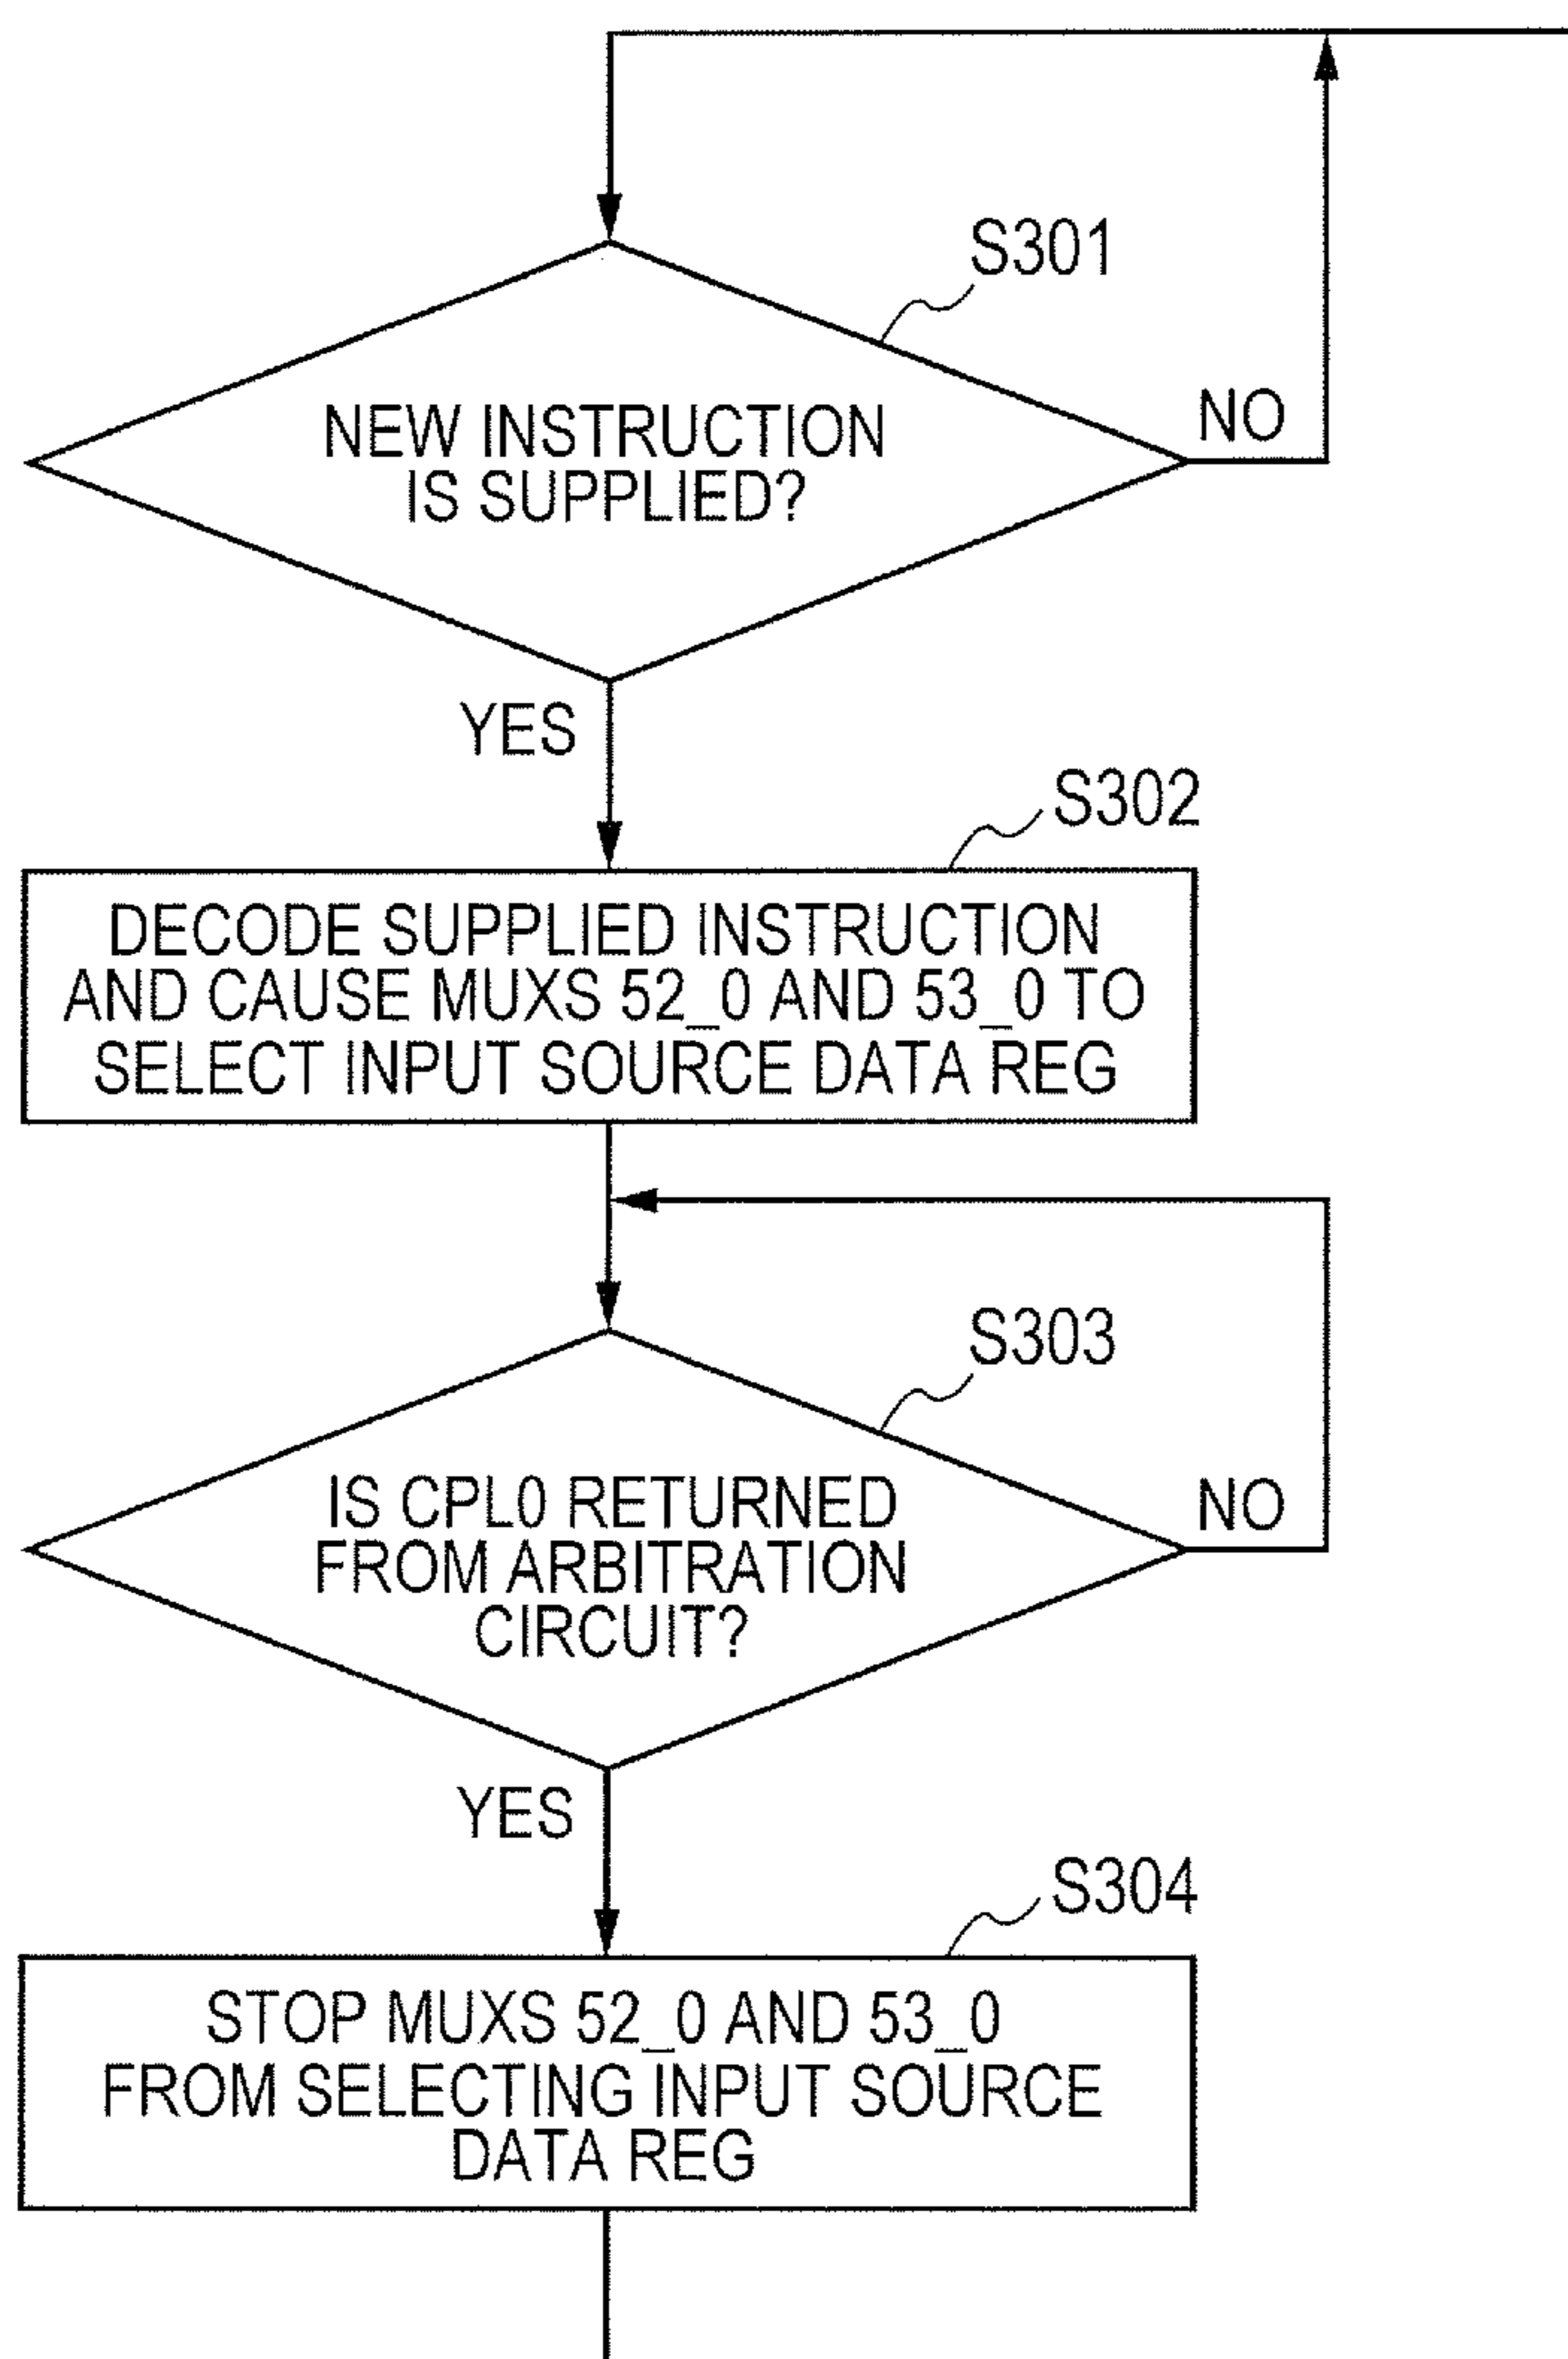 S301
NEW INSTRUCTION
IS SUPPLIED?
NO
YES
S302
DECODE SUPPLIED INSTRUCTION
AND CAUSE MUXS 52_0 AND 53_0 TO
SELECT INPUT SOURCE DATA REG
S303
IS CPL0 RETURNED
FROM ARBITRATION
CIRCUIT?
NO
YES
S304
STOP MUXS 52_0 AND 53_0
FROM SELECTING INPUT SOURCE
DATA REG